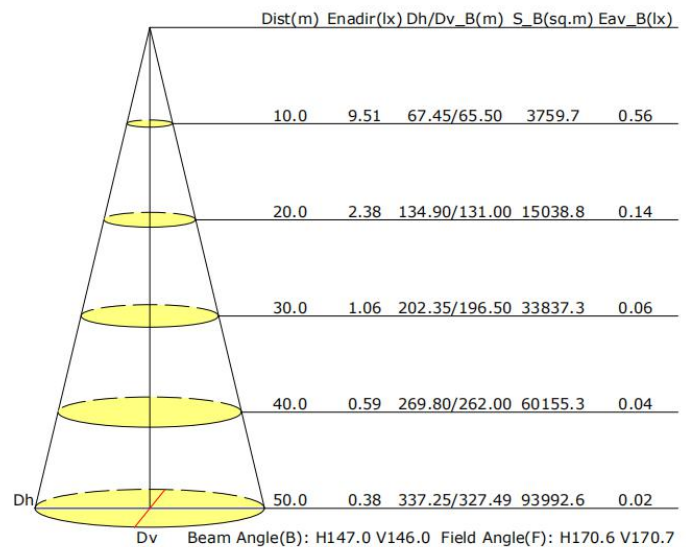 Dist(m) Enadir(lx) Dh/Dv_B(m) S_B(sq.m) Eav_B(lx)
10.0 9.51 67.45/65.50 3759.7 0.56
20.0 2.38 134.90/131.00 15038.8 0.14
30.0 1.06 202.35/196.50 33837.3 0.06
40.0 0.59 269.80/262.00 60155.3 0.04
Dh 50.0 0.38 337.25/327.49 93992.6 0.02
Dv Beam Angle(B): H147.0 V146.0 Field Angle(F): H170.6 V170.7